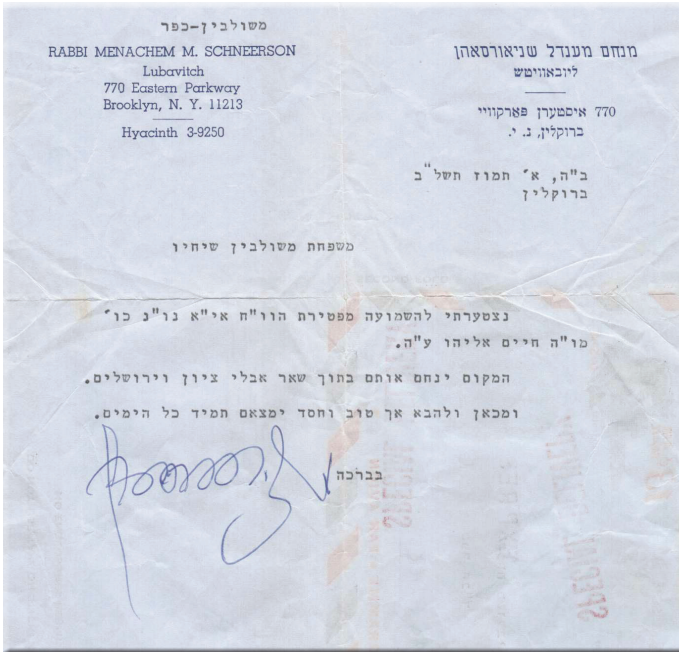 משולבין-כפר
RABBI MENACHEM M. SCHNEERSON
Lubavitch
770 Eastern Parkway
Brooklyn, N. Y. 11213
Hyacinth 3-9250
מנחם מענדל שניאורסאהן
ליובאוויטש
770 איסטערן פארקוויי
ברוקלין, נ. י.
ב"ה, א' תמוז תשל"ב
ברוקלין
משפחת משולבין שיחיו
נצטערתי להשמועה מפטירת הוו"ח אי"א נו"נ כו'
מו"ה חיים אליהו ע"ה.
המקום ינחם אותם בתוך שאר אבלי ציון וירושלים.
ומכאן ולהבא אך טוב וחסד ימצאם תמיד כל הימים.
בברכה
SPECIAL DELIVERY